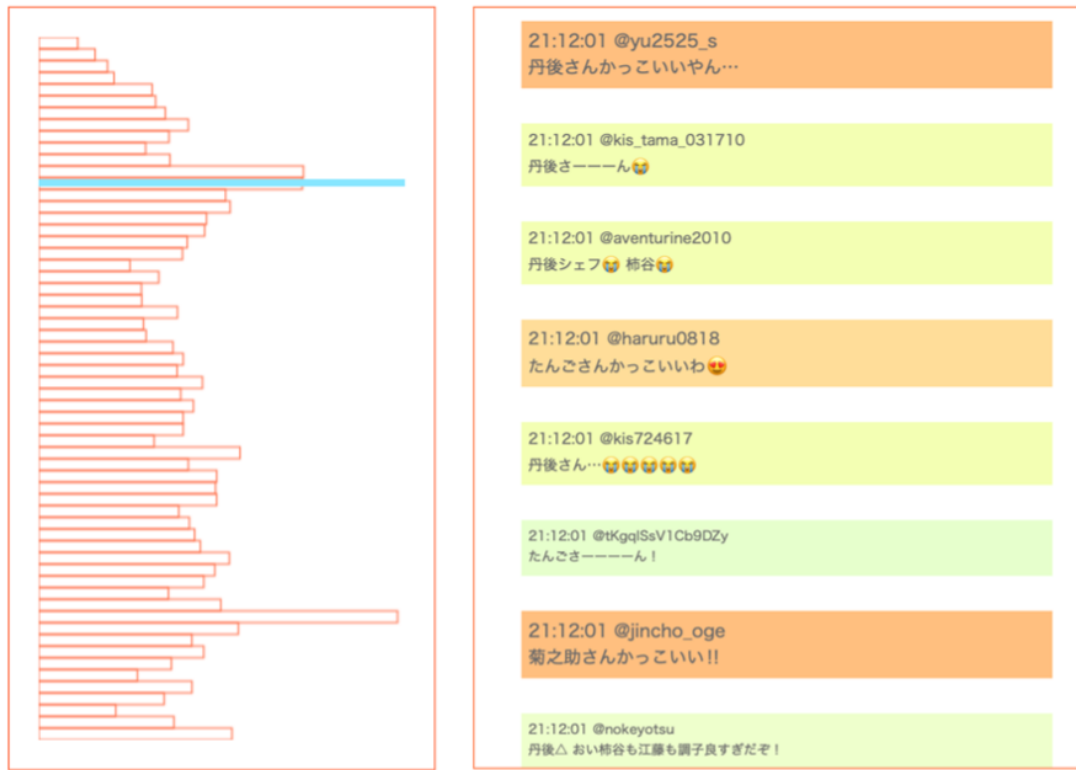 21:12:01 @yu2525_s
丹後さんかっこいいやん…
21:12:01 @kis_tama_031710
丹後さーーーん😭
21:12:01 @aventurine2010
丹後シェフ😭 柿谷😭
21:12:01 @haruru0818
たんごさんかっこいいわ😍
21:12:01 @kis724617
丹後さん…😭😭😭😭😭
21:12:01 @tKgqlSsV1Cb9DZy
たんごさーーーーん！
21:12:01 @jincho_oge
菊之助さんかっこいい!!
21:12:01 @nokeyotsu
丹後△ おい柿谷も江藤も調子良すぎだぞ！